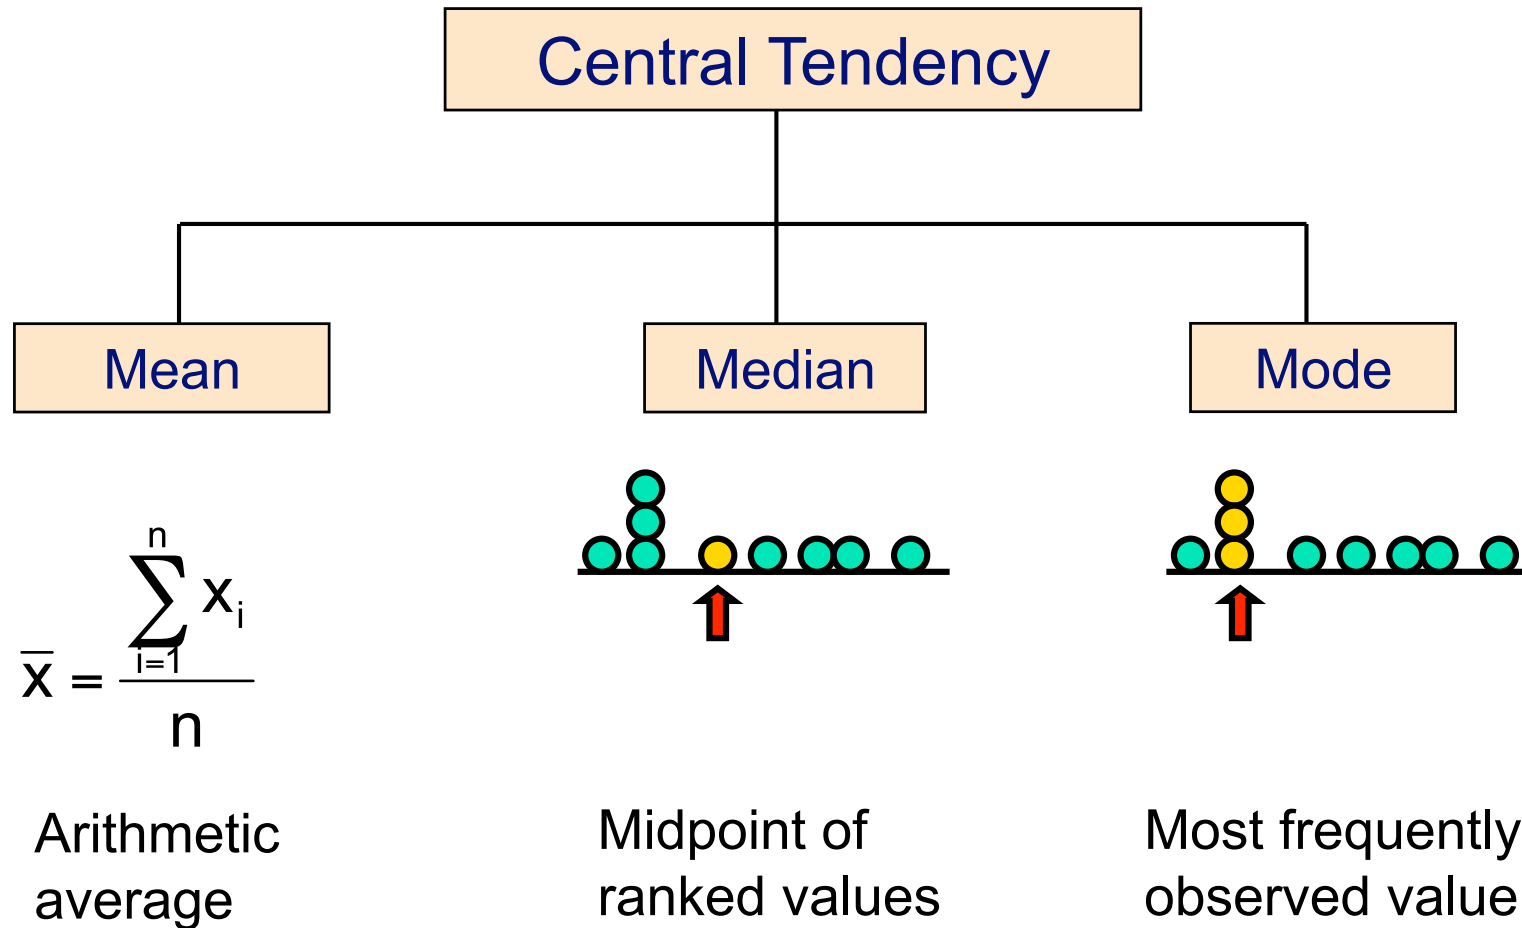 Central Tendency
Mean
Median
Mode
n
∑ xᵢ
i=1
x̅ =
n
Arithmetic
average
Midpoint of
ranked values
Most frequently
observed value